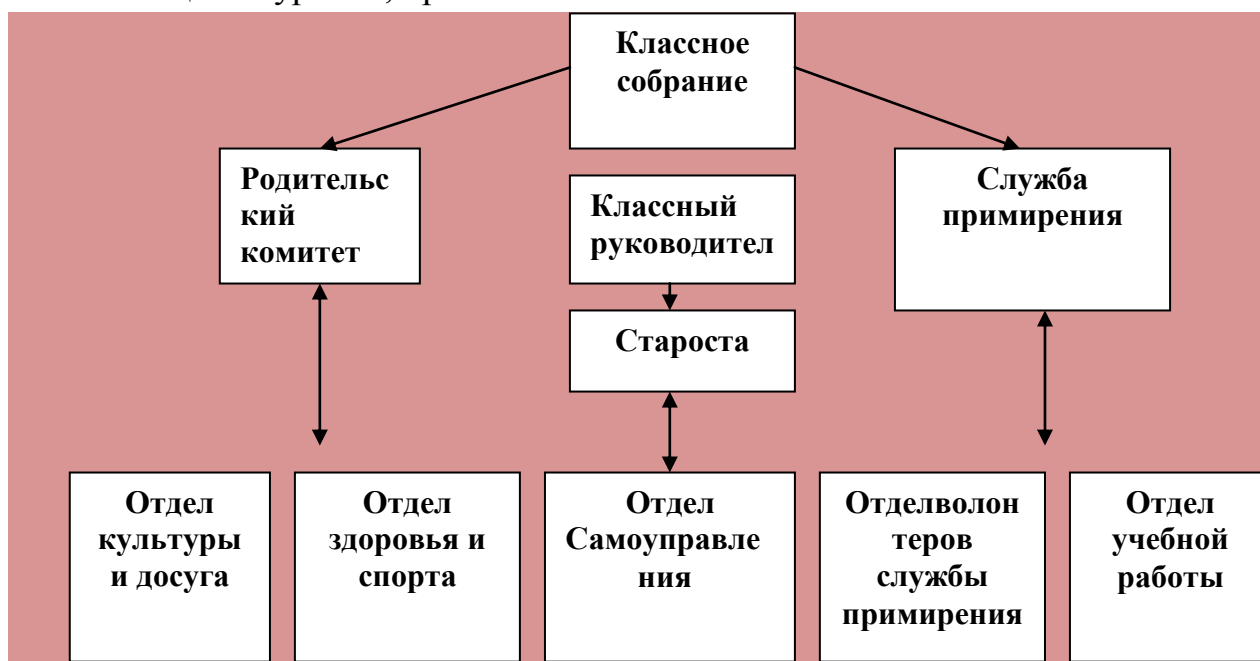 Классное
собрание
Родительс
кий
комитет
Классный
руководител
Служба
примирения
Староста
Отдел
культуры
и досуга
Отдел
здоровья и
спорта
Отдел
Самоуправле
ния
Отделволон
теров
службы
примирения
Отдел
учебной
работы